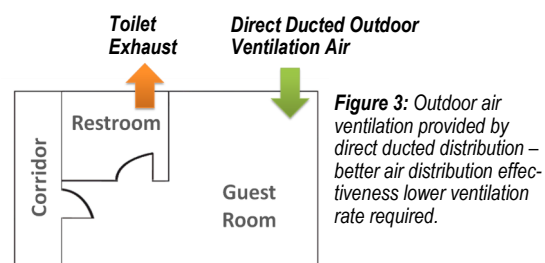 Toilet
Exhaust
Direct Ducted Outdoor
Ventilation Air
Restroom
Corridor
Guest
Room
Figure 3: Outdoor air
ventilation provided by
direct ducted distribution –
better air distribution effec-
tiveness lower ventilation
rate required.